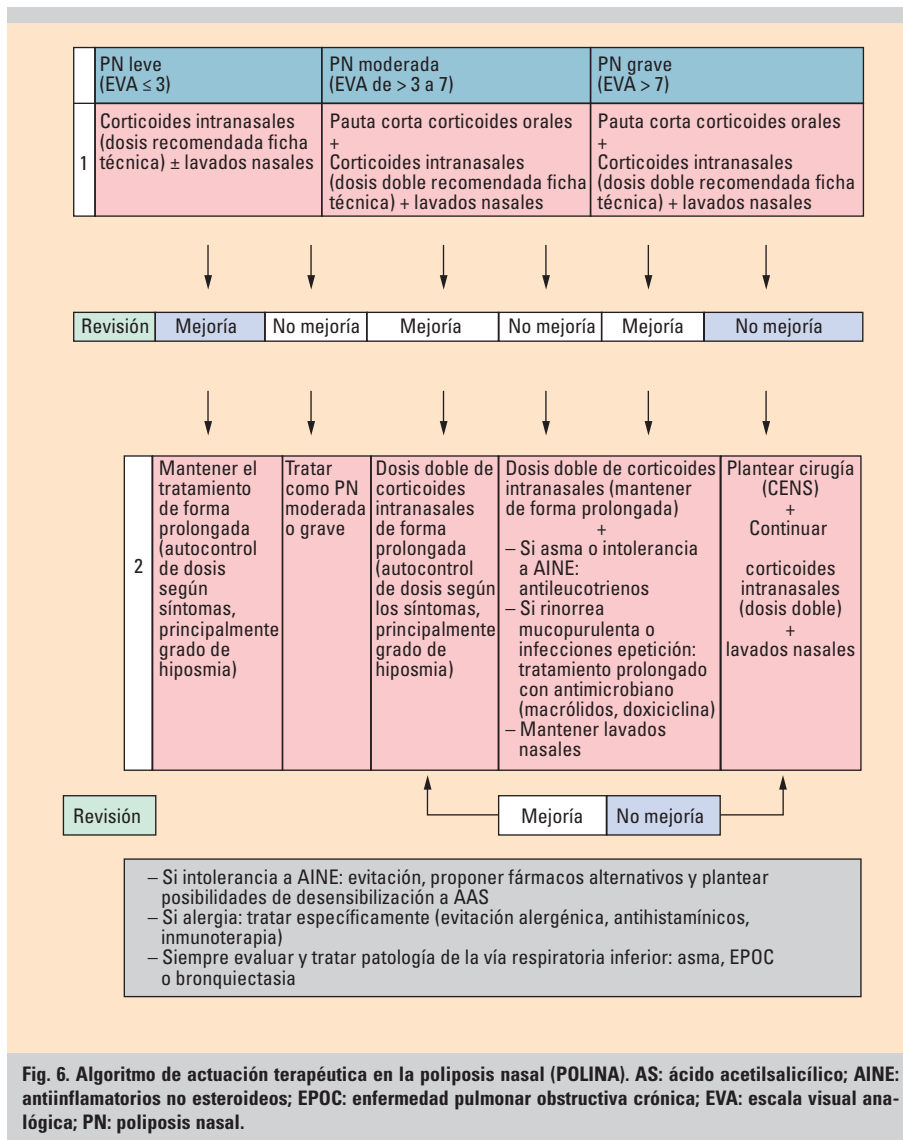 PN leve
(EVA ≤ 3)
PN moderada
(EVA de > 3 a 7)
PN grave
(EVA > 7)
1
Corticoides intranasales
(dosis recomendada ficha
técnica) ± lavados nasales
Pauta corta corticoides orales
+
Corticoides intranasales
(dosis doble recomendada ficha
técnica) + lavados nasales
Pauta corta corticoides orales
+
Corticoides intranasales
(dosis doble recomendada ficha
técnica) + lavados nasales
Revisión
Mejoría
No mejoría
Mejoría
No mejoría
Mejoría
No mejoría
2
Mantener el
tratamiento
de forma
prolongada
(autocontrol
de dosis
según
síntomas,
principalmente
grado de
hiposmia)
Tratar
como PN
moderada
o grave
Dosis doble de
corticoides
intranasales
de forma
prolongada
(autocontrol
de dosis según
los síntomas,
principalmente
grado de
hiposmia)
Dosis doble de corticoides
intranasales (mantener
de forma prolongada)
+
– Si asma o intolerancia
a AINE:
antileucotrienos
– Si rinorrea
mucopurulenta o
infecciones epetición:
tratamiento prolongado
con antimicrobiano
(macrólidos, doxiciclina)
– Mantener lavados
nasales
Plantear cirugía
(CENS)
+
Continuar
corticoides
intranasales
(dosis doble)
+
lavados nasales
Revisión
Mejoría
No mejoría
– Si intolerancia a AINE: evitación, proponer fármacos alternativos y plantear
posibilidades de desensibilización a AAS
– Si alergia: tratar específicamente (evitación alergénica, antihistamínicos,
inmunoterapia)
– Siempre evaluar y tratar patología de la vía respiratoria inferior: asma, EPOC
o bronquiectasia
Fig. 6. Algoritmo de actuación terapéutica en la poliposis nasal (POLINA). AS: ácido acetilsalicílico; AINE:
antiinflamatorios no esteroideos; EPOC: enfermedad pulmonar obstructiva crónica; EVA: escala visual ana-
lógica; PN: poliposis nasal.